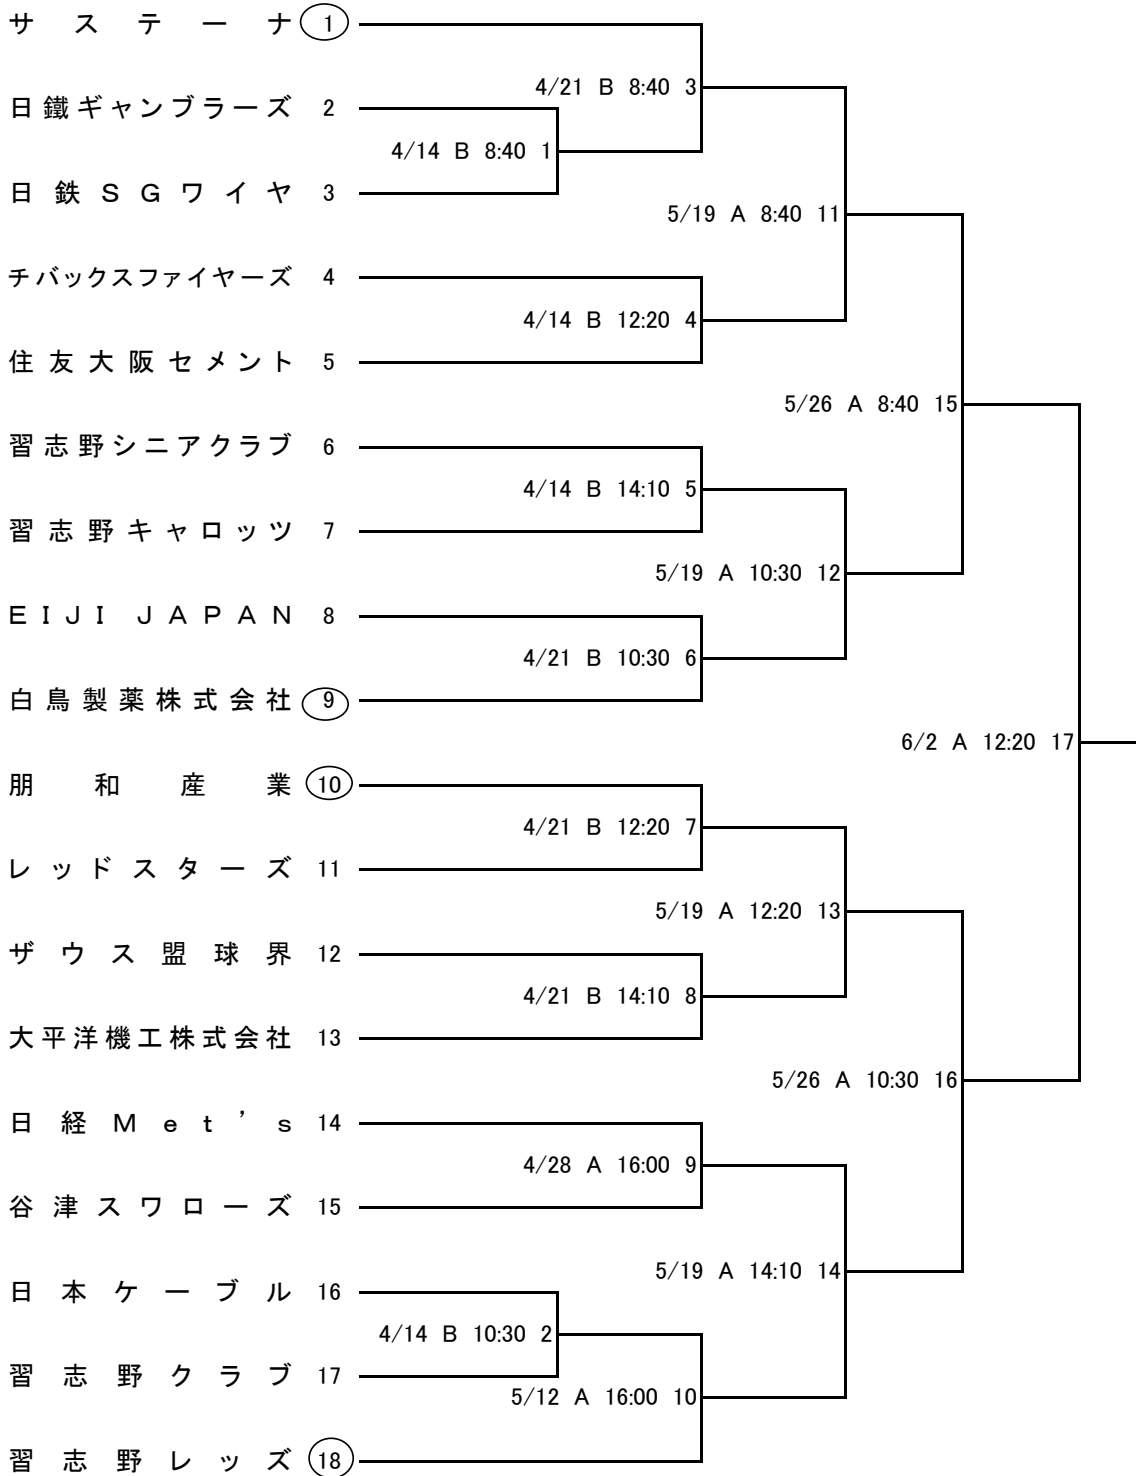 サステーナ 1
4/21 B 8:40 3
日鐵ギャンブラーズ 2
4/14 B 8:40 1
日鉄SGワイヤ 3
5/19 A 8:40 11
チバックスファイヤーズ 4
4/14 B 12:20 4
住友大阪セメント 5
5/26 A 8:40 15
習志野シニアクラブ 6
4/14 B 14:10 5
習志野キャロッツ 7
5/19 A 10:30 12
EIJI JAPAN 8
4/21 B 10:30 6
白鳥製薬株式会社 9
6/2 A 12:20 17
朋和産業 10
4/21 B 12:20 7
レッドスターズ 11
5/19 A 12:20 13
ザウス盟球界 12
4/21 B 14:10 8
大平洋機工株式会社 13
5/26 A 10:30 16
日経Met's 14
4/28 A 16:00 9
谷津スワローズ 15
5/19 A 14:10 14
日本ケーブル 16
4/14 B 10:30 2
習志野クラブ 17
5/12 A 16:00 10
習志野レッズ 18